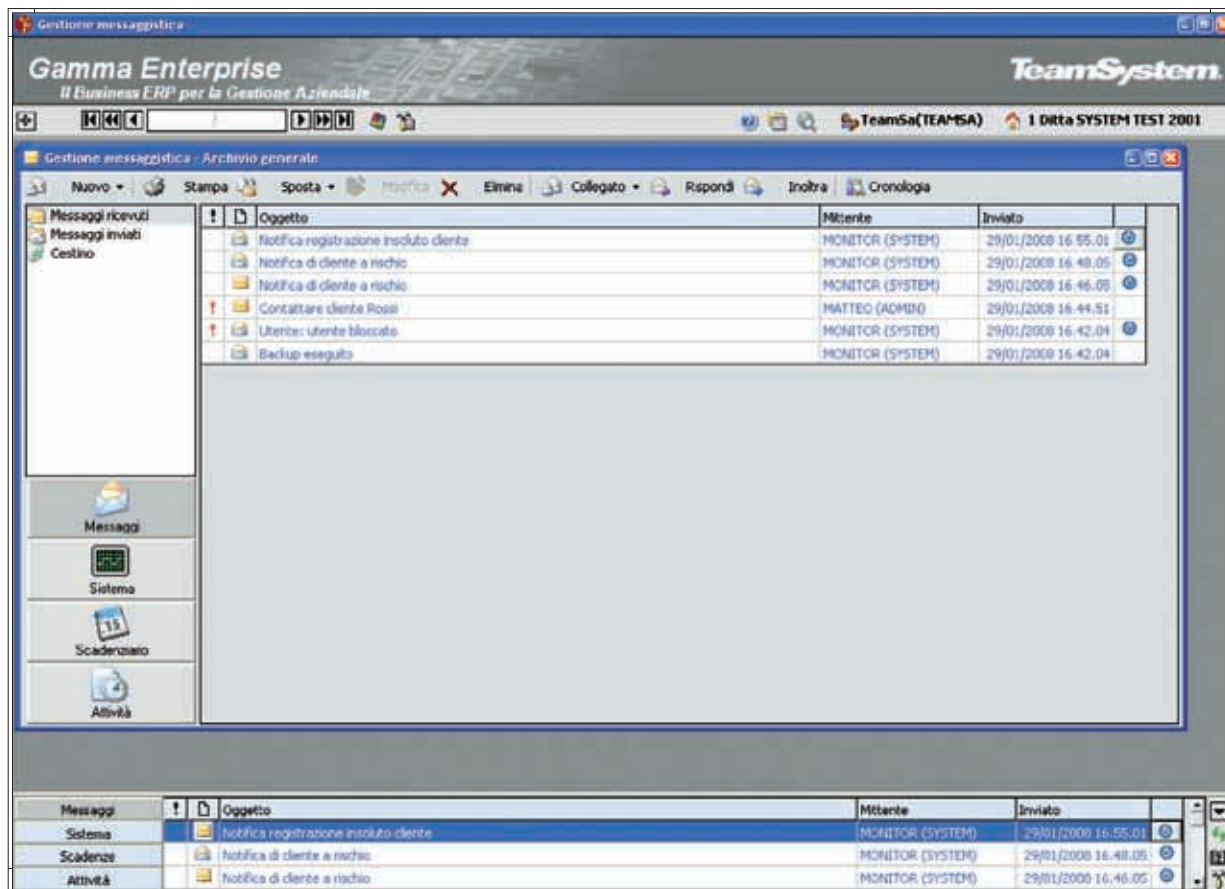 Gestione messaggistica
Gamma Enterprise
Il Business ERP per la Gestione Aziendale
TeamSystem
/
TeamSa(TEAMSA) 1 Ditta SYSTEM TEST 2001
Gestione messaggistica - Archivio generale
Nuovo Stampa Sposta Modifica Elimina Collegato Rispondi Inoltra Cronologia
Messaggi ricevuti
Messaggi inviati
Cestino
! Oggetto Mittente Inviato
Notifica registrazione insoluto cliente MONITOR (SYSTEM) 29/01/2008 16.55.01
Notifica di cliente a rischio MONITOR (SYSTEM) 29/01/2008 16.48.05
Notifica di cliente a rischio MONITOR (SYSTEM) 29/01/2008 16.46.05
! Contattare cliente Rossi MATTEO (ADMIN) 29/01/2008 16.44.51
! Utente: utente bloccato MONITOR (SYSTEM) 29/01/2008 16.42.04
Backup eseguito MONITOR (SYSTEM) 29/01/2008 16.42.04
Messaggi
Sistema
15
Scadenziario
Attività
Messaggi ! Oggetto Mittente Inviato
Sistema Notifica registrazione insoluto cliente MONITOR (SYSTEM) 29/01/2008 16.55.01
Scadenze Notifica di cliente a rischio MONITOR (SYSTEM) 29/01/2008 16.48.05
Attività Notifica di cliente a rischio MONITOR (SYSTEM) 29/01/2008 16.46.05